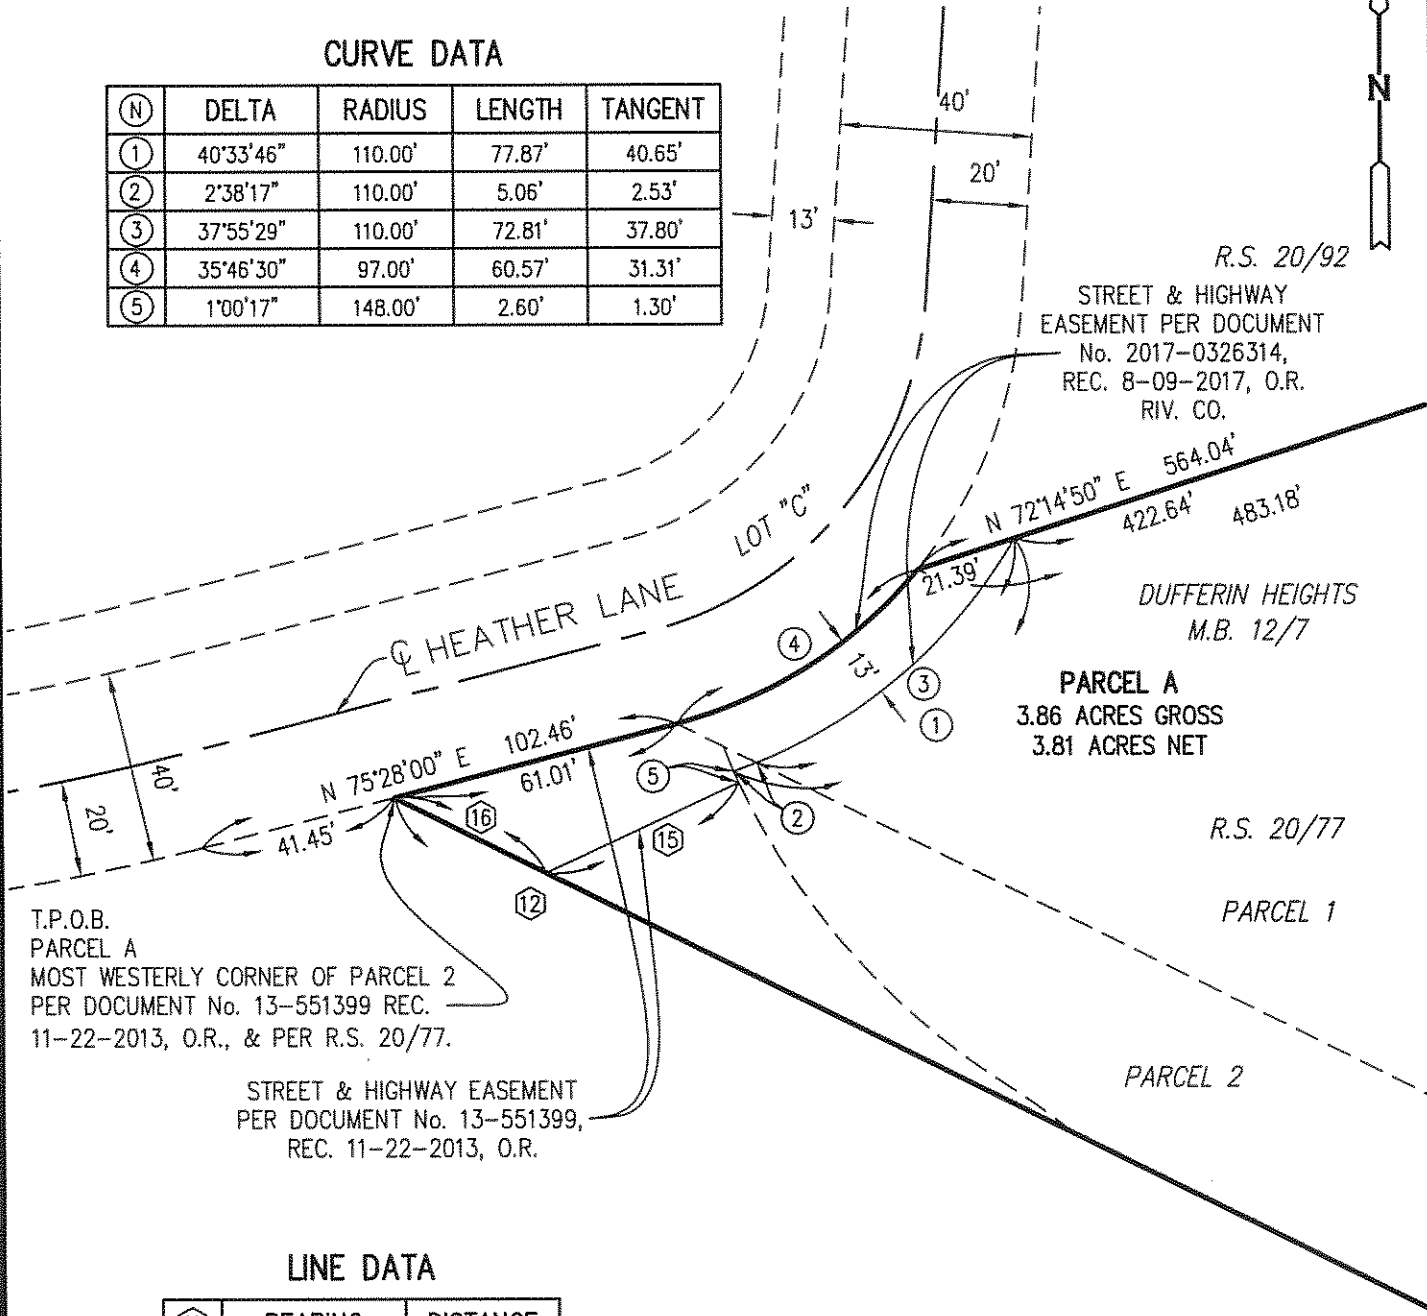 CURVE DATA
N DELTA RADIUS LENGTH TANGENT
1 40°33'46" 110.00' 77.87' 40.65'
2 2°38'17" 110.00' 5.06' 2.53'
3 37°55'29" 110.00' 72.81' 37.80'
4 35°46'30" 97.00' 60.57' 31.31'
5 1°00'17" 148.00' 2.60' 1.30'
40'
20'
13'
N
R.S. 20/92
STREET & HIGHWAY
EASEMENT PER DOCUMENT
No. 2017-0326314,
REC. 8-09-2017, O.R.
RIV. CO.
N 72°14'50" E 564.04'
422.64' 483.18'
21.39'
LOT "C"
℄ HEATHER LANE
DUFFERIN HEIGHTS
M.B. 12/7
4
13'
3
1
PARCEL A
3.86 ACRES GROSS
3.81 ACRES NET
N 75°28'00" E 102.46'
61.01'
5
2
40'
20'
41.45'
16
15
12
R.S. 20/77
PARCEL 1
PARCEL 2
T.P.O.B.
PARCEL A
MOST WESTERLY CORNER OF PARCEL 2
PER DOCUMENT No. 13-551399 REC.
11-22-2013, O.R., & PER R.S. 20/77.
STREET & HIGHWAY EASEMENT
PER DOCUMENT No. 13-551399,
REC. 11-22-2013, O.R.
LINE DATA
BEARING DISTANCE